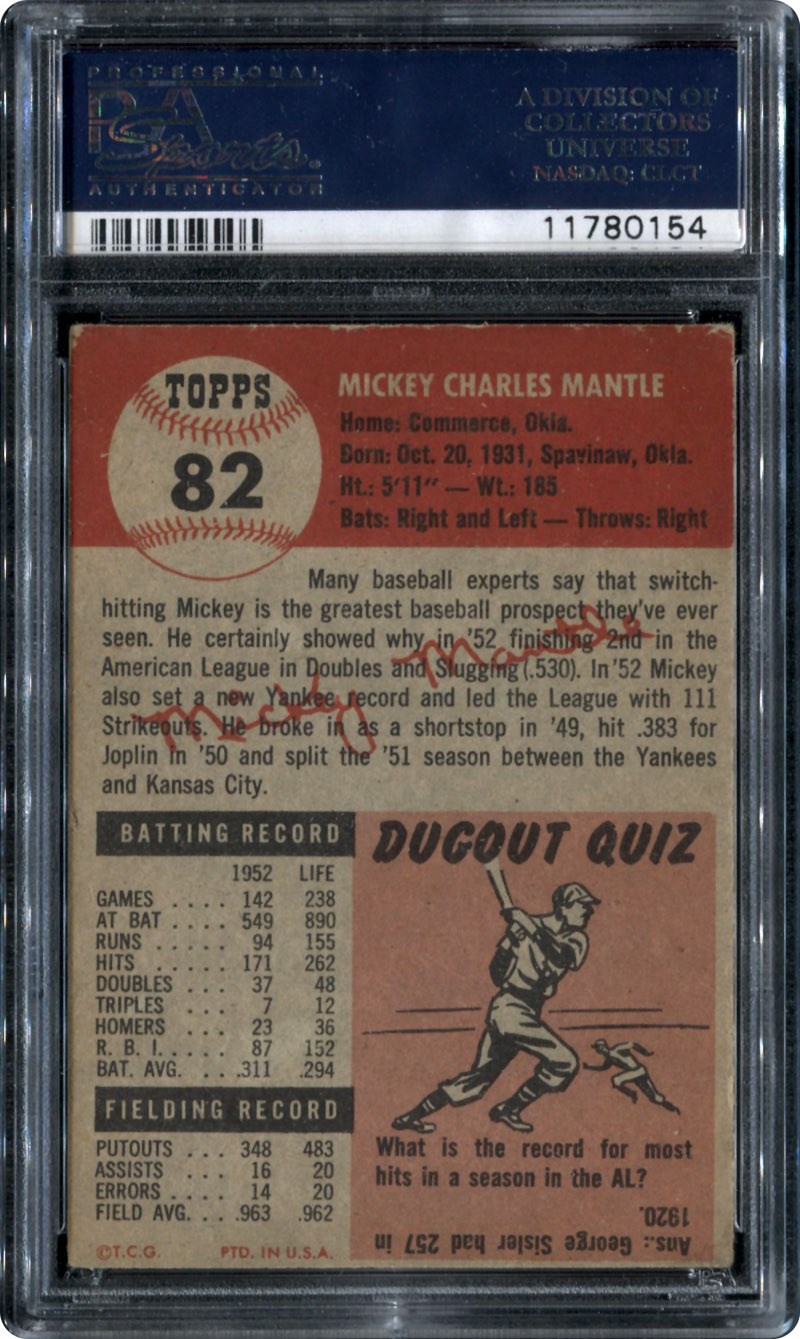 PROFESSIONAL
PSA
Sports
AUTHENTICATOR
A DIVISION OF
COLLECTORS
UNIVERSE
NASDAQ: CLCT
11780154
TOPPS
82
MICKEY CHARLES MANTLE
Home: Commerce, Okla.
Born: Oct. 20, 1931, Spavinaw, Okla.
Ht.: 5'11" — Wt.: 185
Bats: Right and Left — Throws: Right
Many baseball experts say that switch-
hitting Mickey is the greatest baseball prospect they've ever
seen. He certainly showed why in '52 finishing 2nd in the
American League in Doubles and Slugging (.530). In '52 Mickey
also set a new Yankee record and led the League with 111
Strikeouts. He broke in as a shortstop in '49, hit .383 for
Joplin in '50 and split the '51 season between the Yankees
and Kansas City.
Micky Mantle
BATTING RECORD
1952 LIFE
GAMES .... 142 238
AT BAT .... 549 890
RUNS ..... 94 155
HITS ..... 171 262
DOUBLES ... 37 48
TRIPLES ... 7 12
HOMERS ... 23 36
R. B. I. .... 87 152
BAT. AVG. ... .311 .294
FIELDING RECORD
PUTOUTS ... 348 483
ASSISTS ... 16 20
ERRORS .... 14 20
FIELD AVG. ... .963 .962
©T.C.G. PTD. IN U.S.A.
DUGOUT QUIZ
What is the record for most
hits in a season in the AL?
Ans.: George Sisler had 257 in
1920.